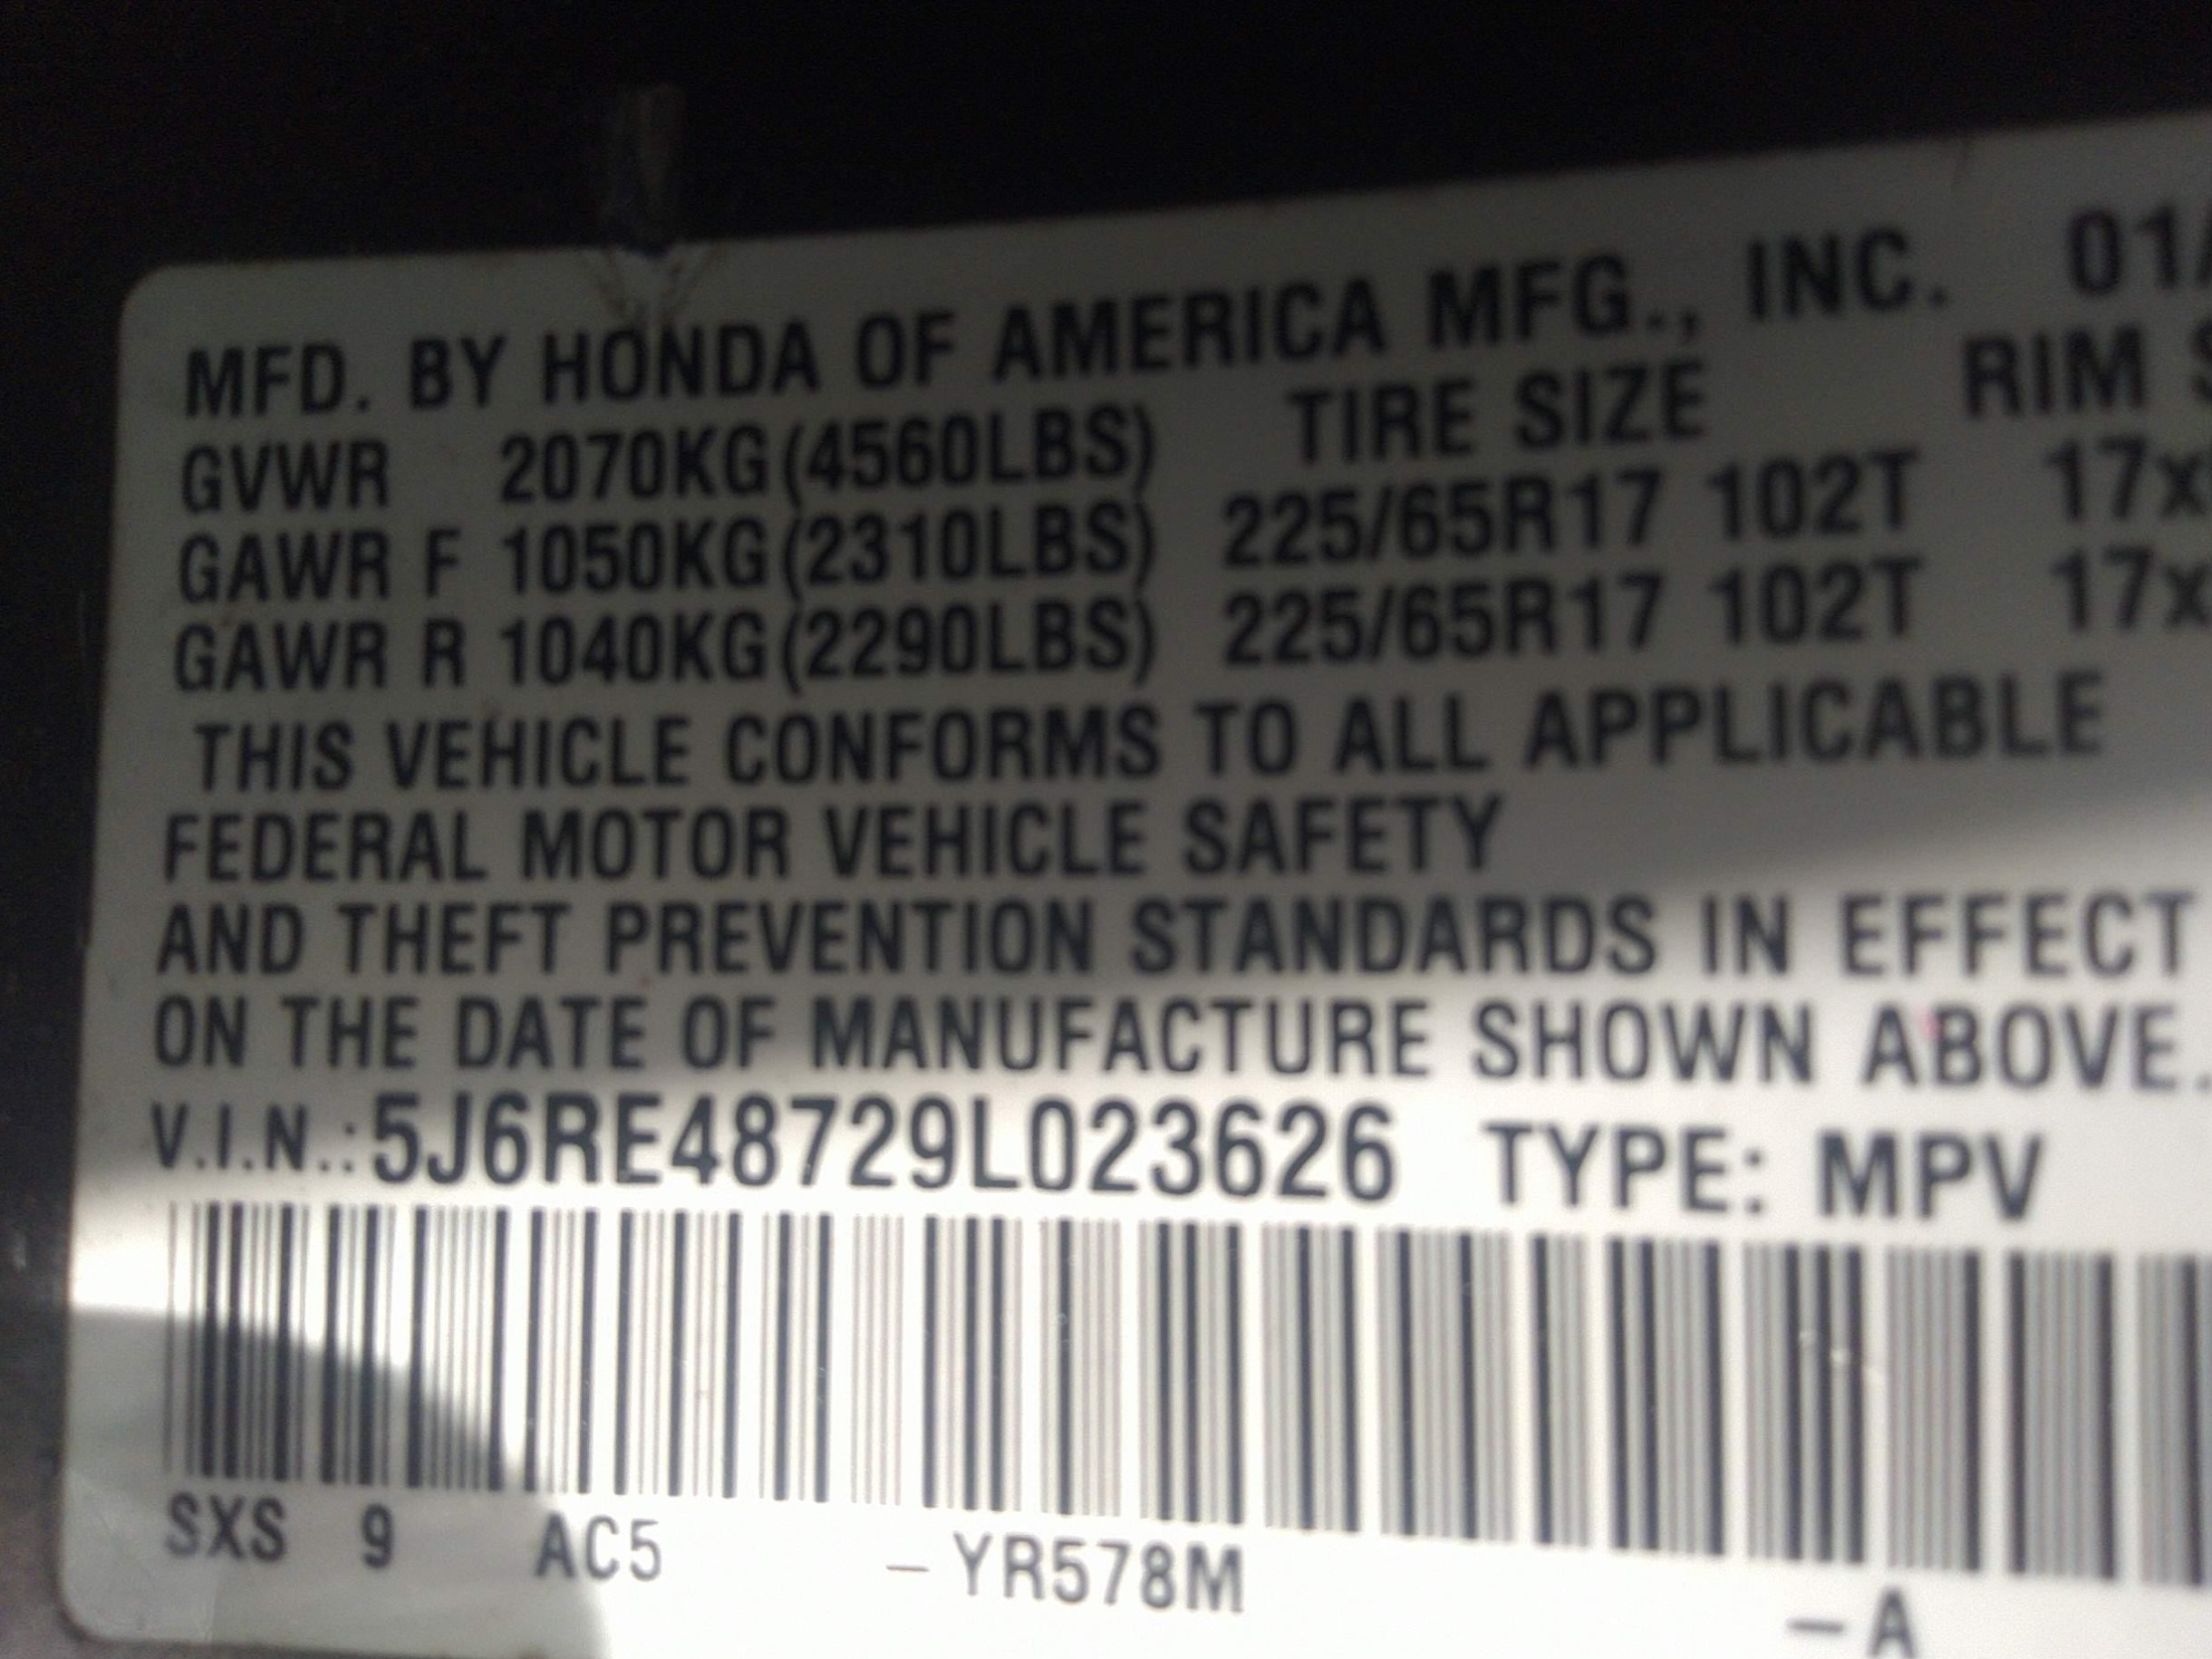 MFD. BY HONDA OF AMERICA MFG., INC. 01/
GVWR 2070KG(4560LBS) TIRE SIZE RIM
GAWR F 1050KG(2310LBS) 225/65R17 102T 17x
GAWR R 1040KG(2290LBS) 225/65R17 102T 17x
THIS VEHICLE CONFORMS TO ALL APPLICABLE
FEDERAL MOTOR VEHICLE SAFETY
AND THEFT PREVENTION STANDARDS IN EFFECT
ON THE DATE OF MANUFACTURE SHOWN ABOVE.
V.I.N.: 5J6RE48729L023626 TYPE: MPV
SXS 9 AC5 – YR578M – A